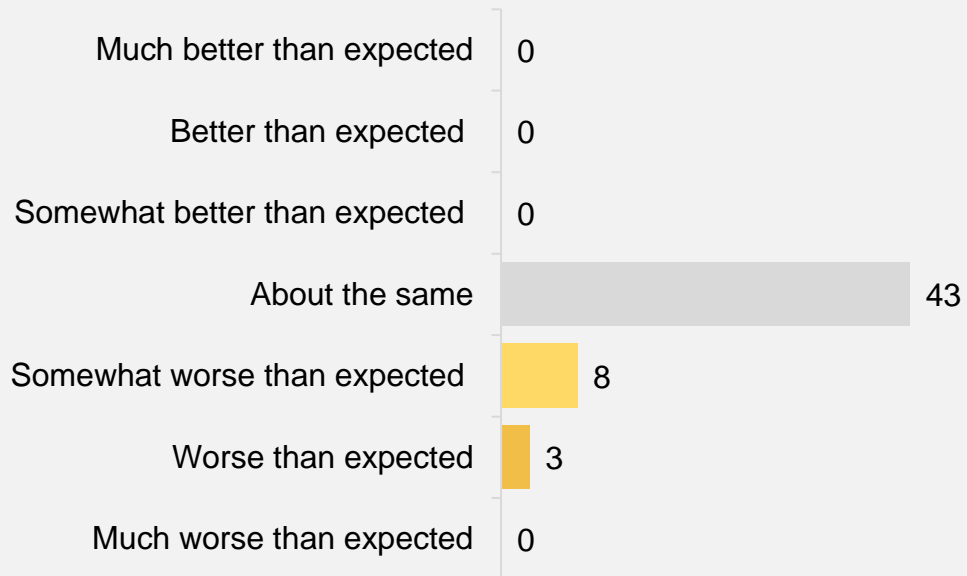 Much better than expected 0
Better than expected 0
Somewhat better than expected 0
About the same 43
Somewhat worse than expected 8
Worse than expected 3
Much worse than expected 0